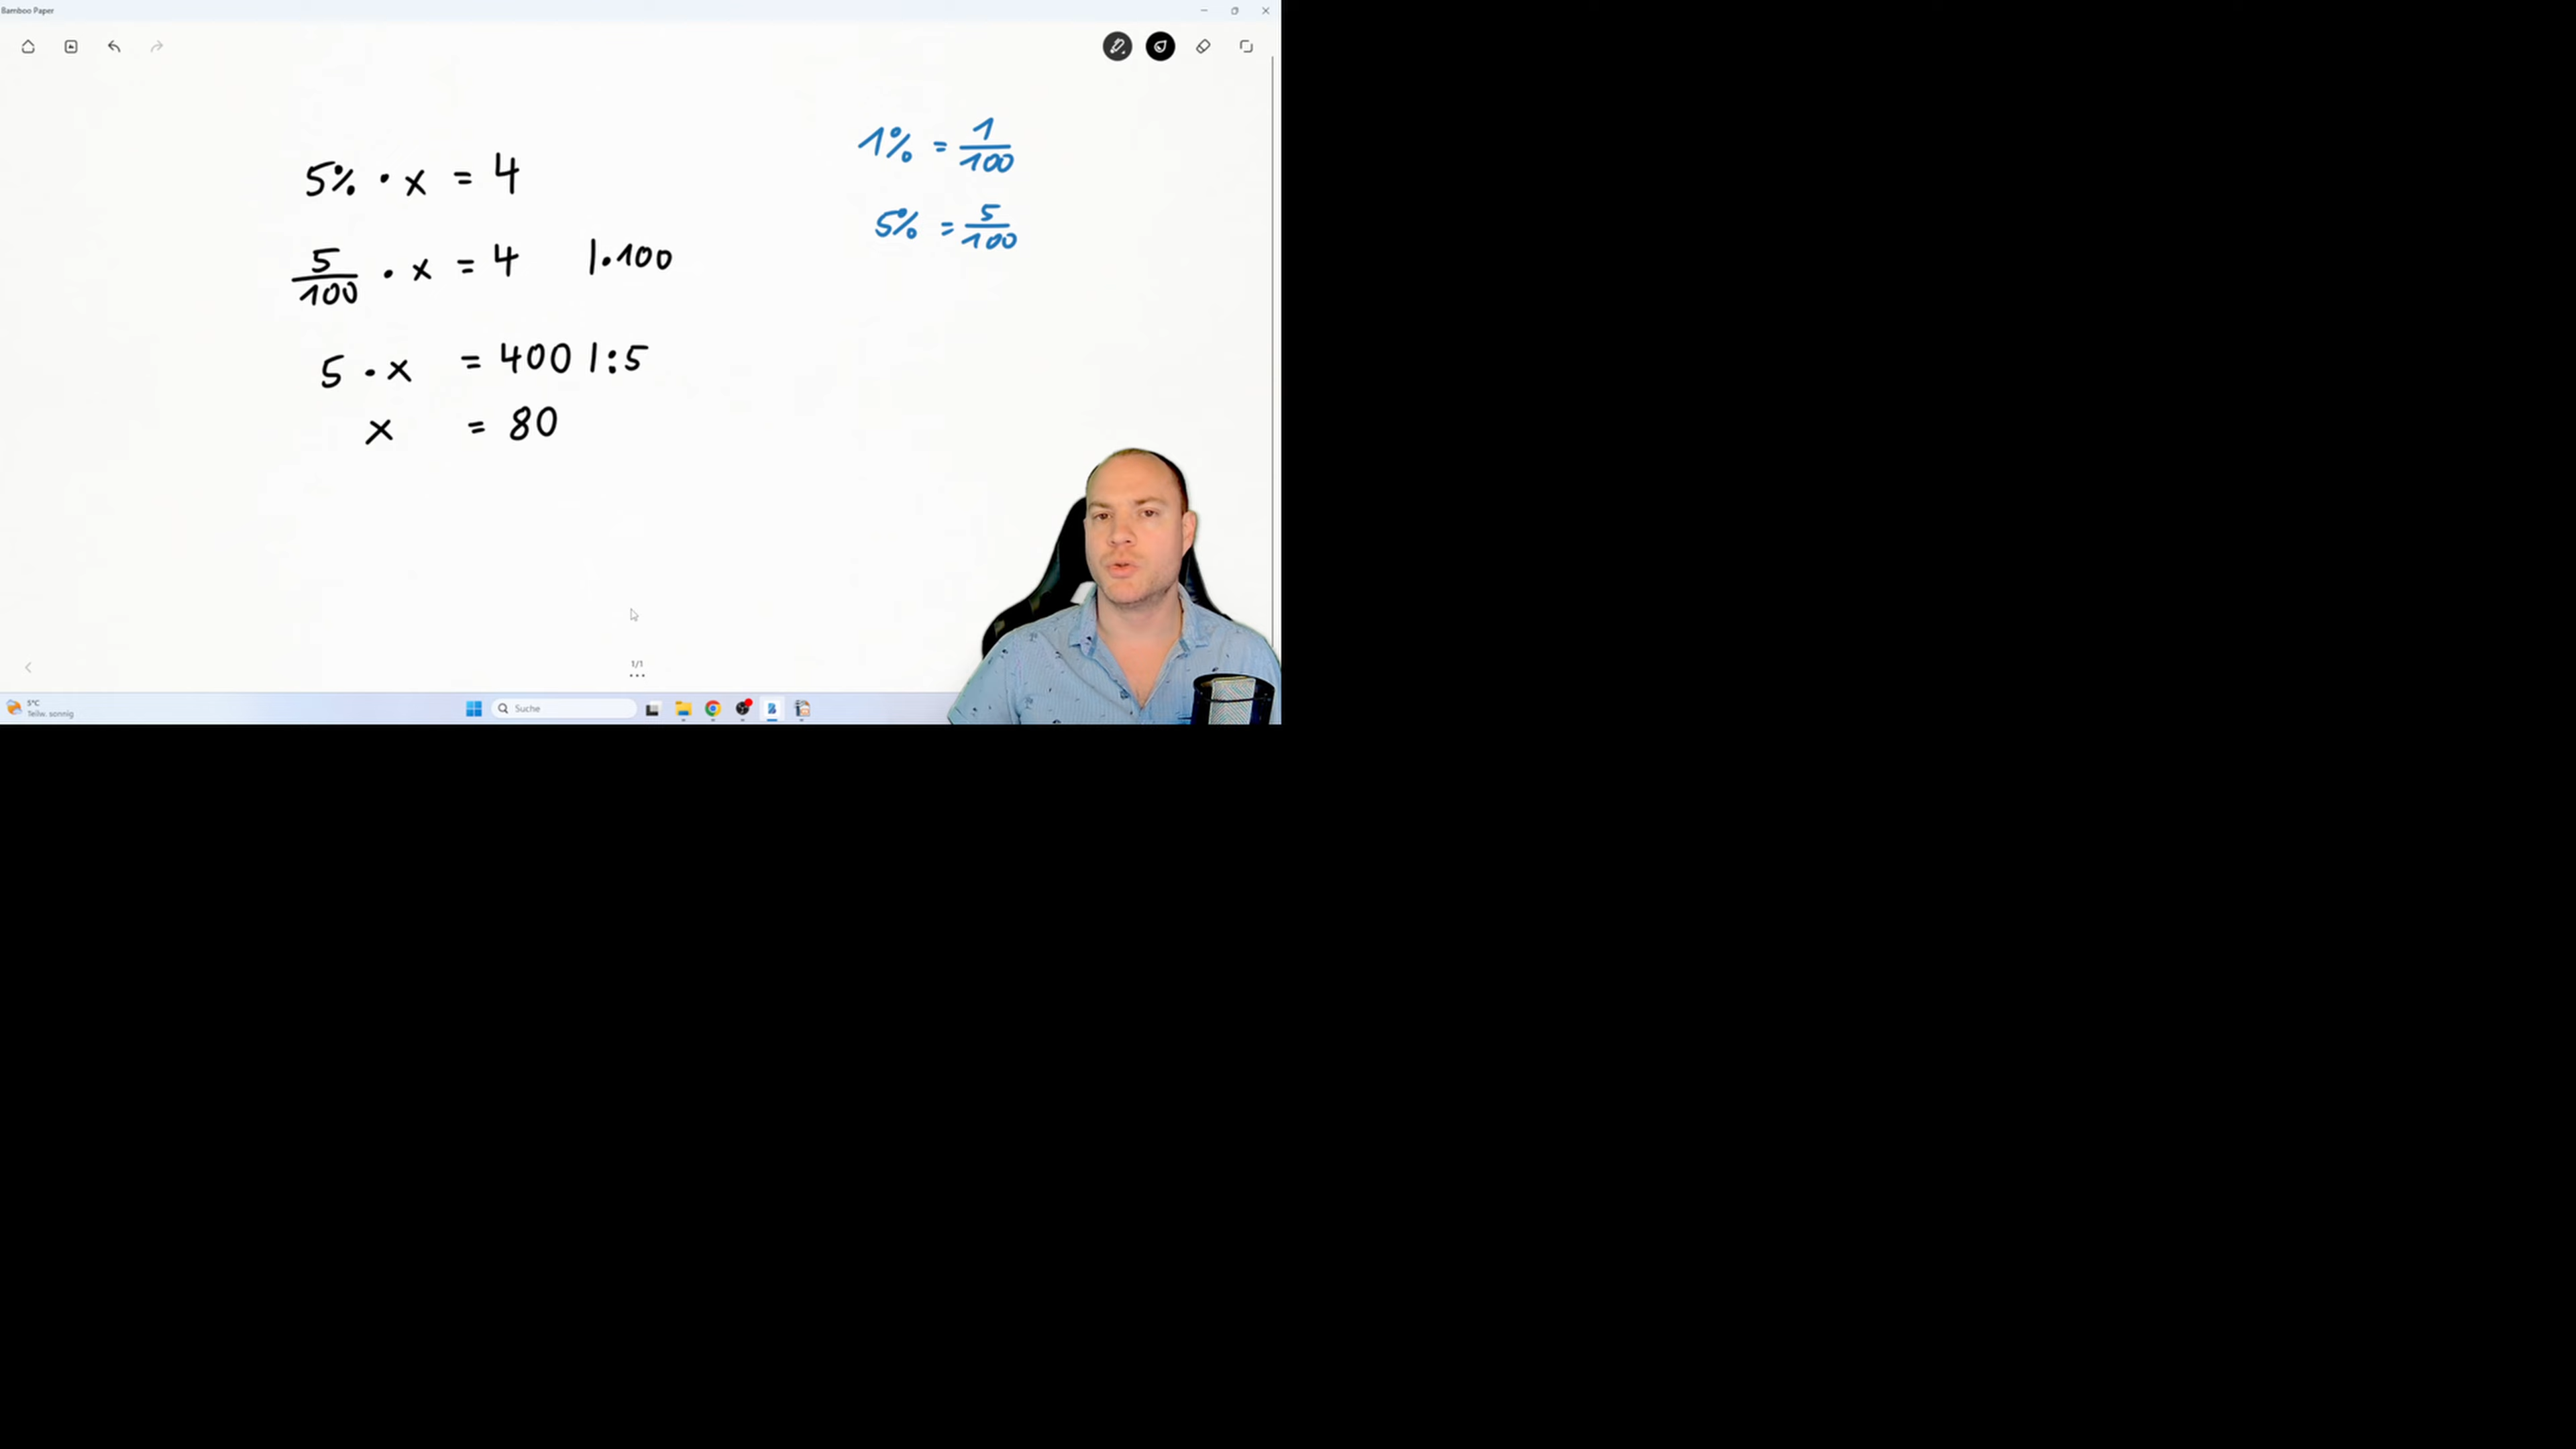 Bamboo Paper
5% · x = 4
5/100 · x = 4 |·100
5 · x = 400 |:5
x = 80
1% = 1/100
5% = 5/100
1/1
5°C
Teilw. sonnig
Suche